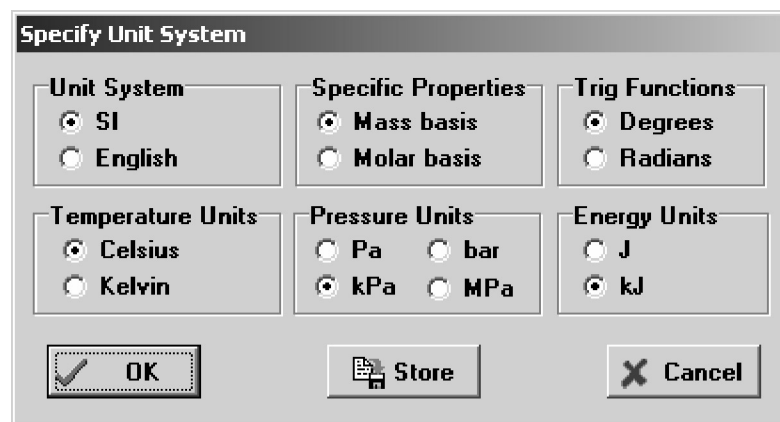 Specify Unit System
Unit System
SI
English
Specific Properties
Mass basis
Molar basis
Trig Functions
Degrees
Radians
Temperature Units
Celsius
Kelvin
Pressure Units
Pa bar
kPa MPa
Energy Units
J
kJ
OK
Store
Cancel